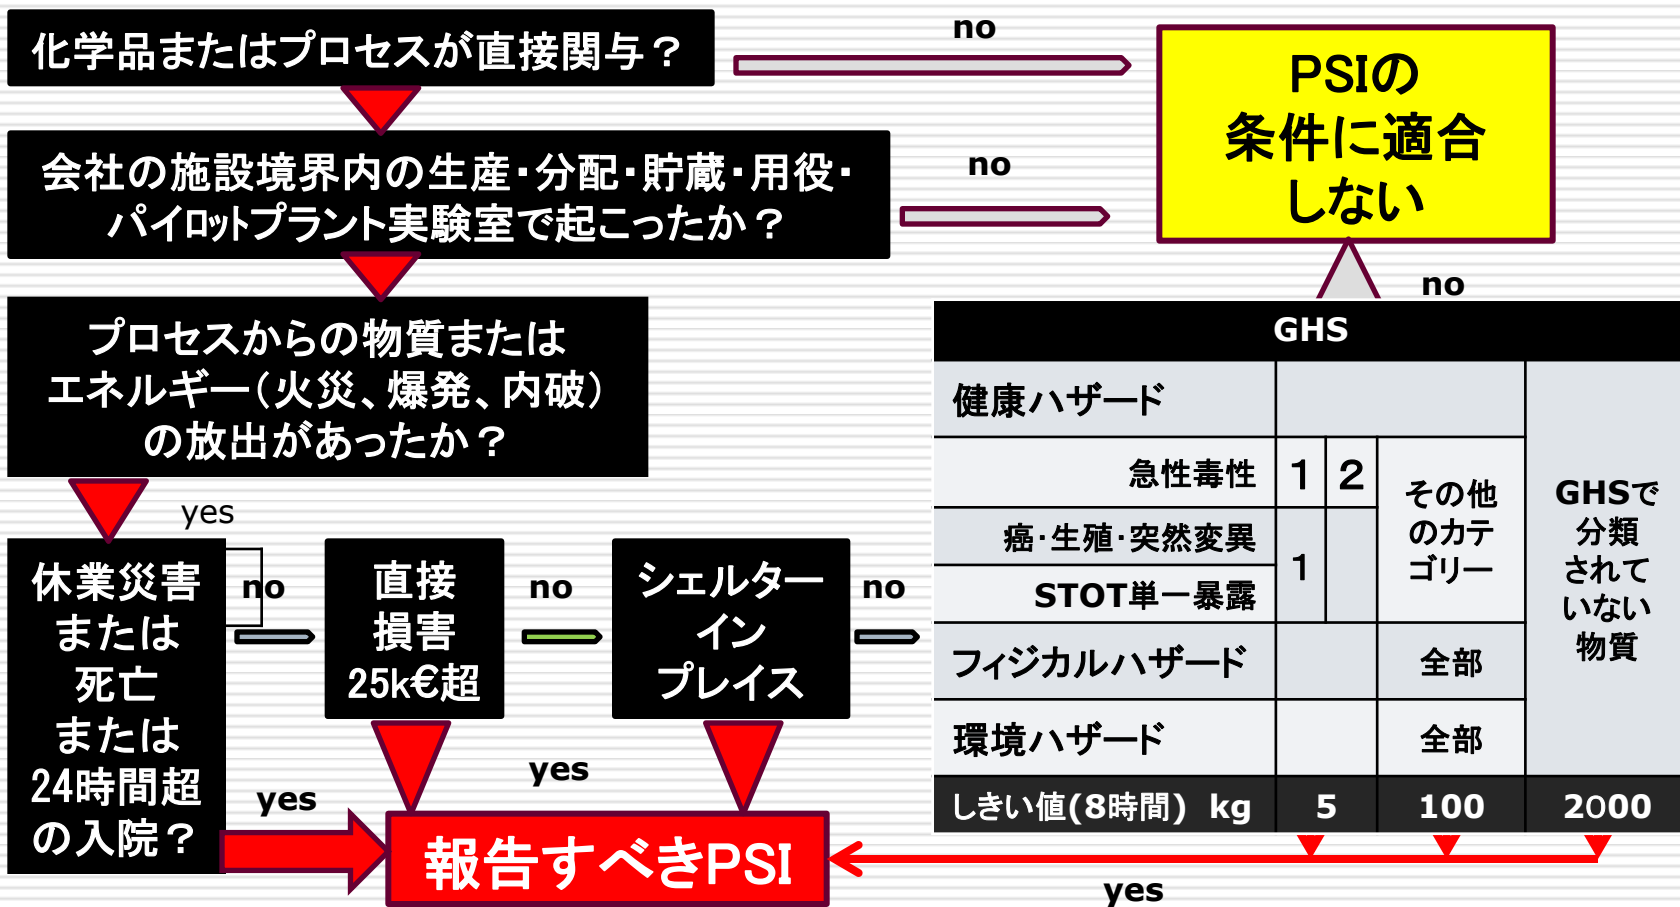 化学品またはプロセスが直接関与？
no
PSIの
条件に適合
しない
会社の施設境界内の生産・分配・貯蔵・用役・
パイロットプラント実験室で起こったか？
no
プロセスからの物質または
エネルギー（火災、爆発、内破）
の放出があったか？
no
yes
休業災害
または
死亡
または
24時間超
の入院？
no
直接
損害
25k€超
no
シェルター
イン
プレイス
no
yes
yes
報告すべきPSI
GHS
健康ハザード
急性毒性 1 2
その他
のカテ
ゴリー
GHSで
分類
されて
いない
物質
癌・生殖・突然変異
1
STOT単一暴露
フィジカルハザード 全部
環境ハザード 全部
しきい値(8時間) kg 5 100 2000
yes